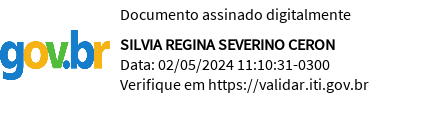 Documento assinado digitalmente
gov.br
SILVIA REGINA SEVERINO CERON
Data: 02/05/2024 11:10:31-0300
Verifique em https://validar.iti.gov.br